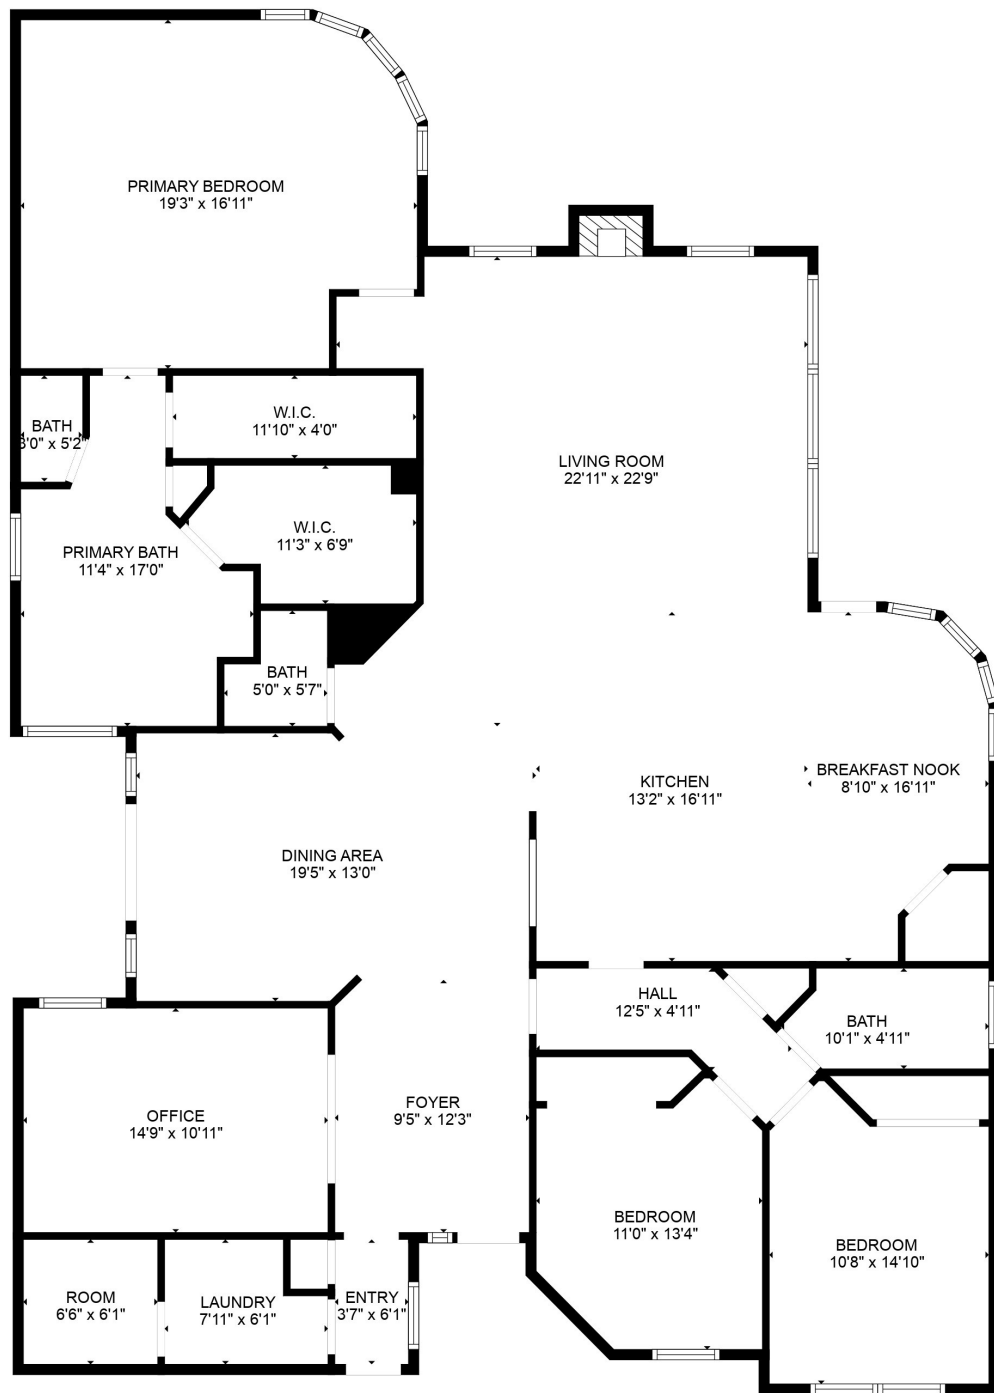 PRIMARY BEDROOM
19'3" x 16'11"
BATH
3'0" x 5'2"
W.I.C.
11'10" x 4'0"
LIVING ROOM
22'11" x 22'9"
W.I.C.
11'3" x 6'9"
PRIMARY BATH
11'4" x 17'0"
BATH
5'0" x 5'7"
KITCHEN
13'2" x 16'11"
BREAKFAST NOOK
8'10" x 16'11"
DINING AREA
19'5" x 13'0"
HALL
12'5" x 4'11"
BATH
10'1" x 4'11"
OFFICE
14'9" x 10'11"
FOYER
9'5" x 12'3"
BEDROOM
11'0" x 13'4"
BEDROOM
10'8" x 14'10"
ROOM
6'6" x 6'1"
LAUNDRY
7'11" x 6'1"
ENTRY
3'7" x 6'1"